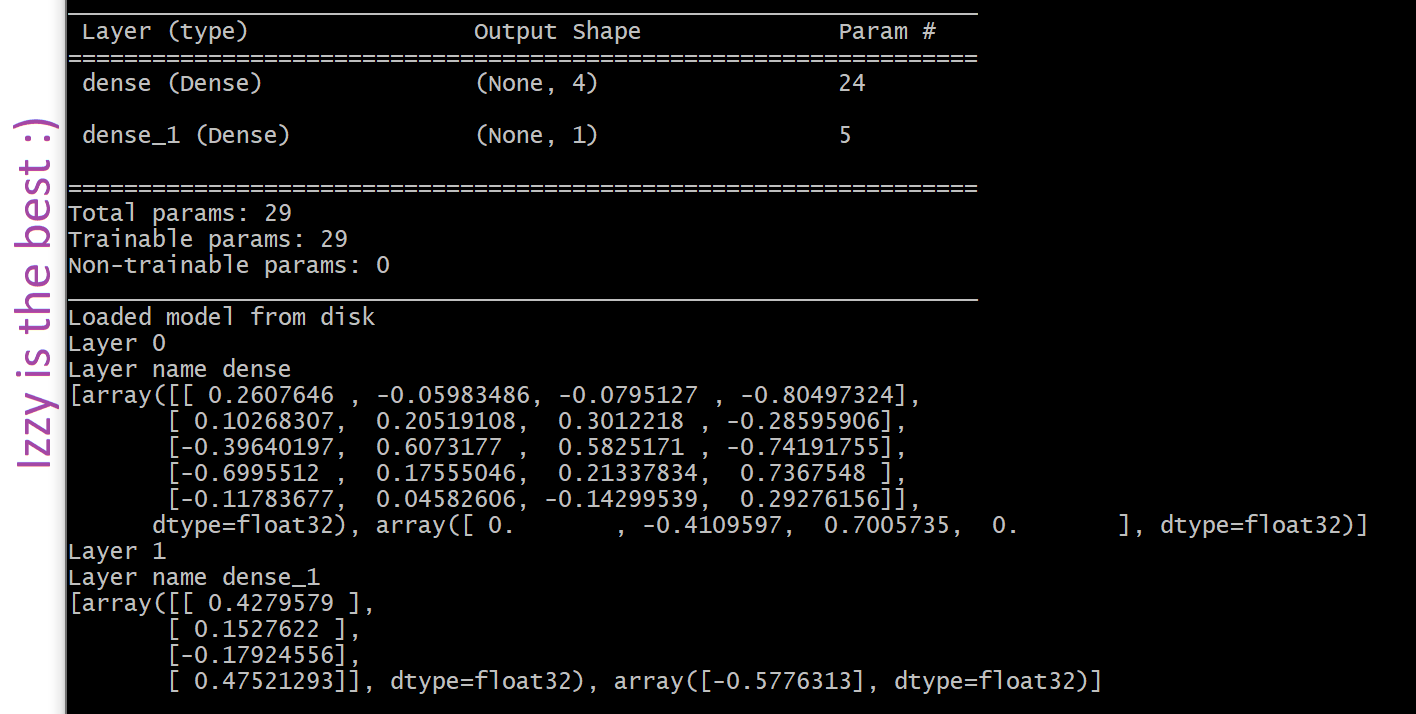 Izzy is the best :)
Layer (type) Output Shape Param #
=================================================================
dense (Dense) (None, 4) 24
dense_1 (Dense) (None, 1) 5
=================================================================
Total params: 29
Trainable params: 29
Non-trainable params: 0
_________________________________________________________________
Loaded model from disk
Layer 0
Layer name dense
[array([[ 0.2607646 , -0.05983486, -0.0795127 , -0.80497324],
[ 0.10268307, 0.20519108, 0.3012218 , -0.28595906],
[-0.39640197, 0.6073177 , 0.5825171 , -0.74191755],
[-0.6995512 , 0.17555046, 0.21337834, 0.7367548 ],
[-0.11783677, 0.04582606, -0.14299539, 0.29276156]],
dtype=float32), array([ 0. , -0.4109597, 0.7005735, 0. ], dtype=float32)]
Layer 1
Layer name dense_1
[array([[ 0.4279579 ],
[ 0.1527622 ],
[-0.17924556],
[ 0.47521293]], dtype=float32), array([-0.5776313], dtype=float32)]